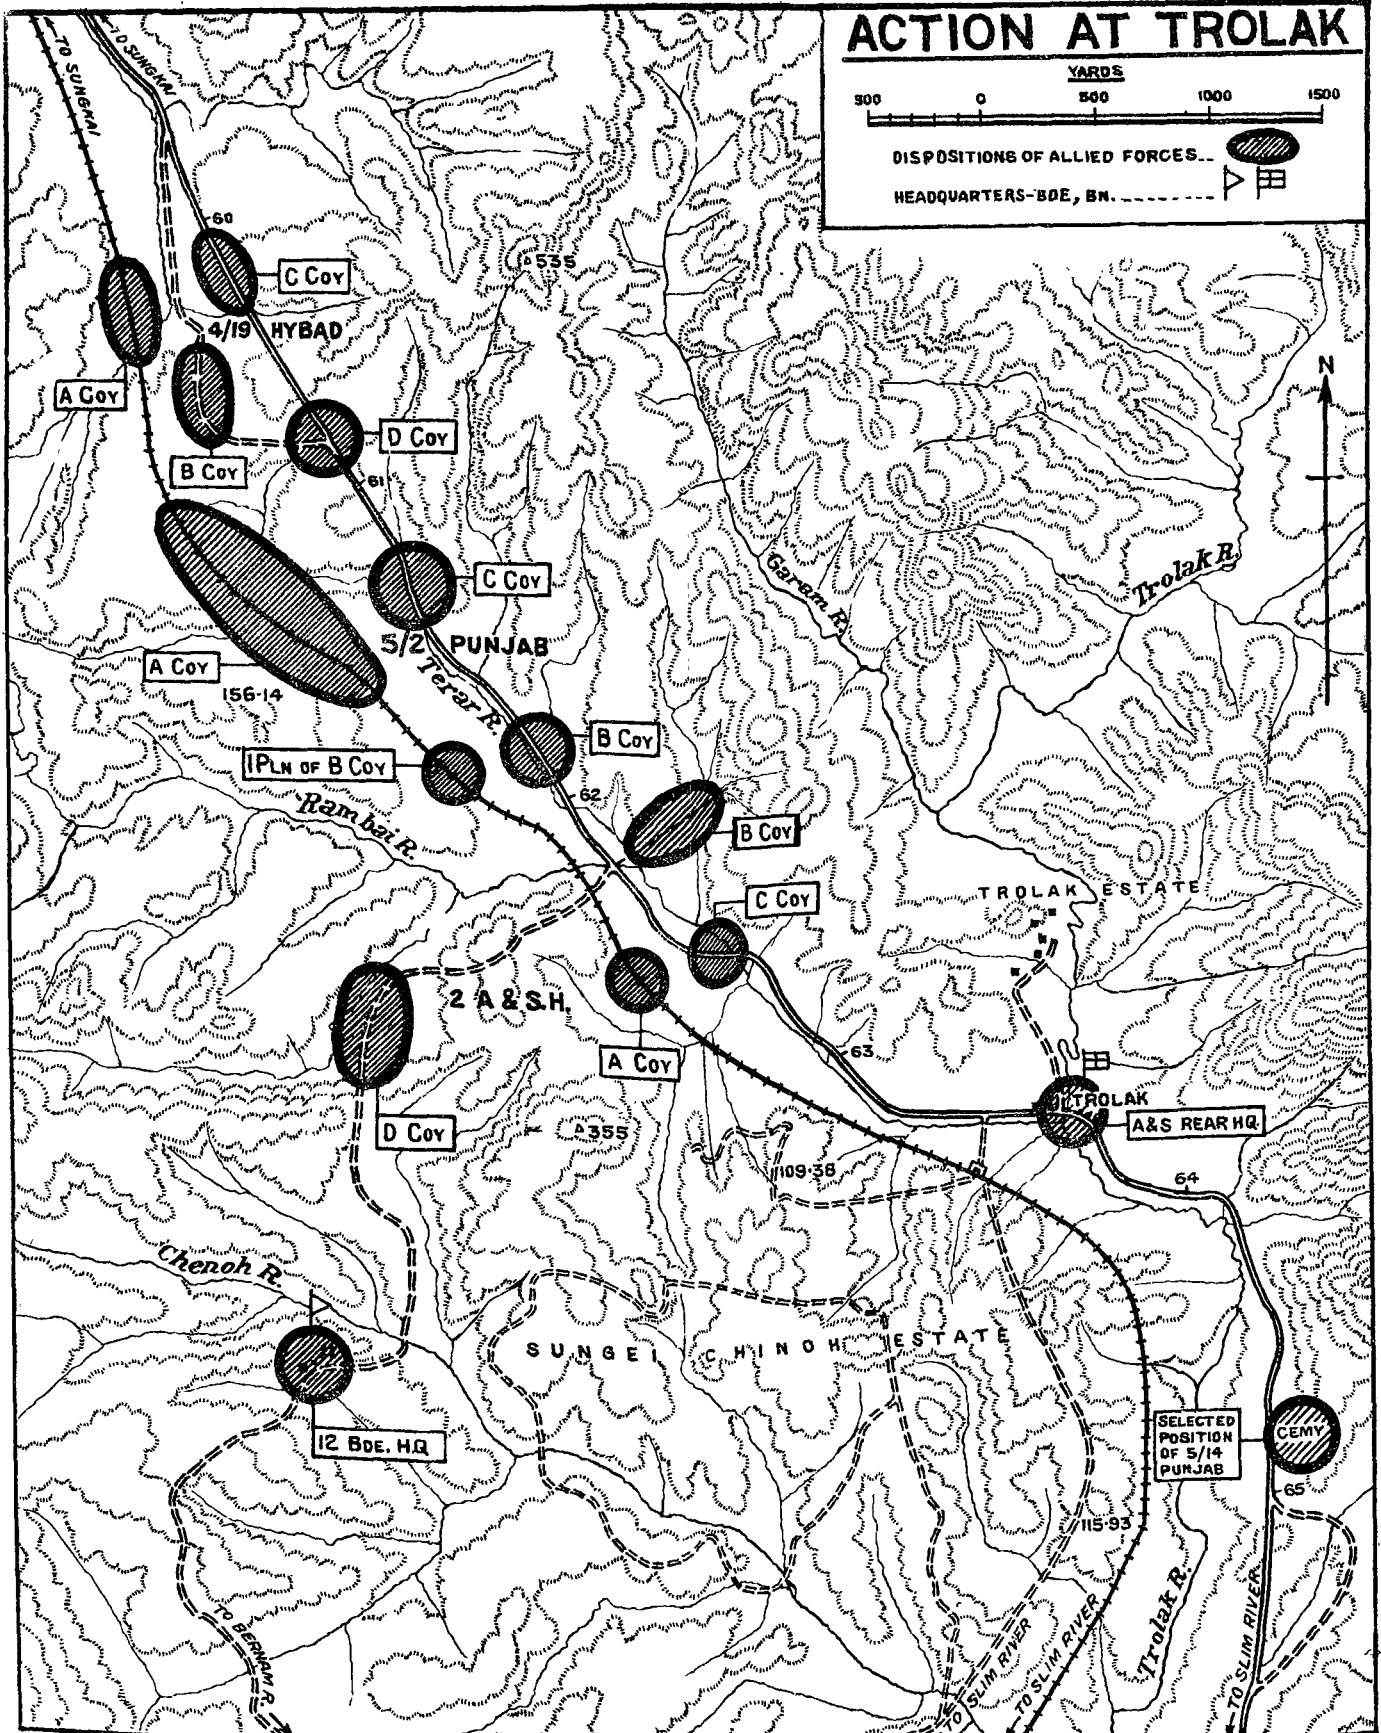 ACTION AT TROLAK
YARDS
500 0 500 1000 1500
DISPOSITIONS OF ALLIED FORCES..
HEADQUARTERS-BDE, BN.
TO SUNGKAI
TO SUNGKAI
60
C COY
535
4/19 HYBAD
A COY
N
B COY
D COY
61
C COY
Garam R.
Trolak R.
5/2 PUNJAB
A COY
156·14
Terar R.
B COY
1 PLN OF B COY
62
Rambai R.
B COY
TROLAK ESTATE
C COY
2 A & S.H.
A COY
63
TROLAK
A&S REAR HQ
D COY
355
109·38
64
Chenoh R.
SUNGEI CHINOH ESTATE
12 BDE. H.Q
SELECTED
POSITION
OF 5/14
PUNJAB
CEMY
65
115·93
TO BERNAM R.
TO SLIM RIVER
TO SLIM RIVER
Trolak R.
TO SLIM RIVER